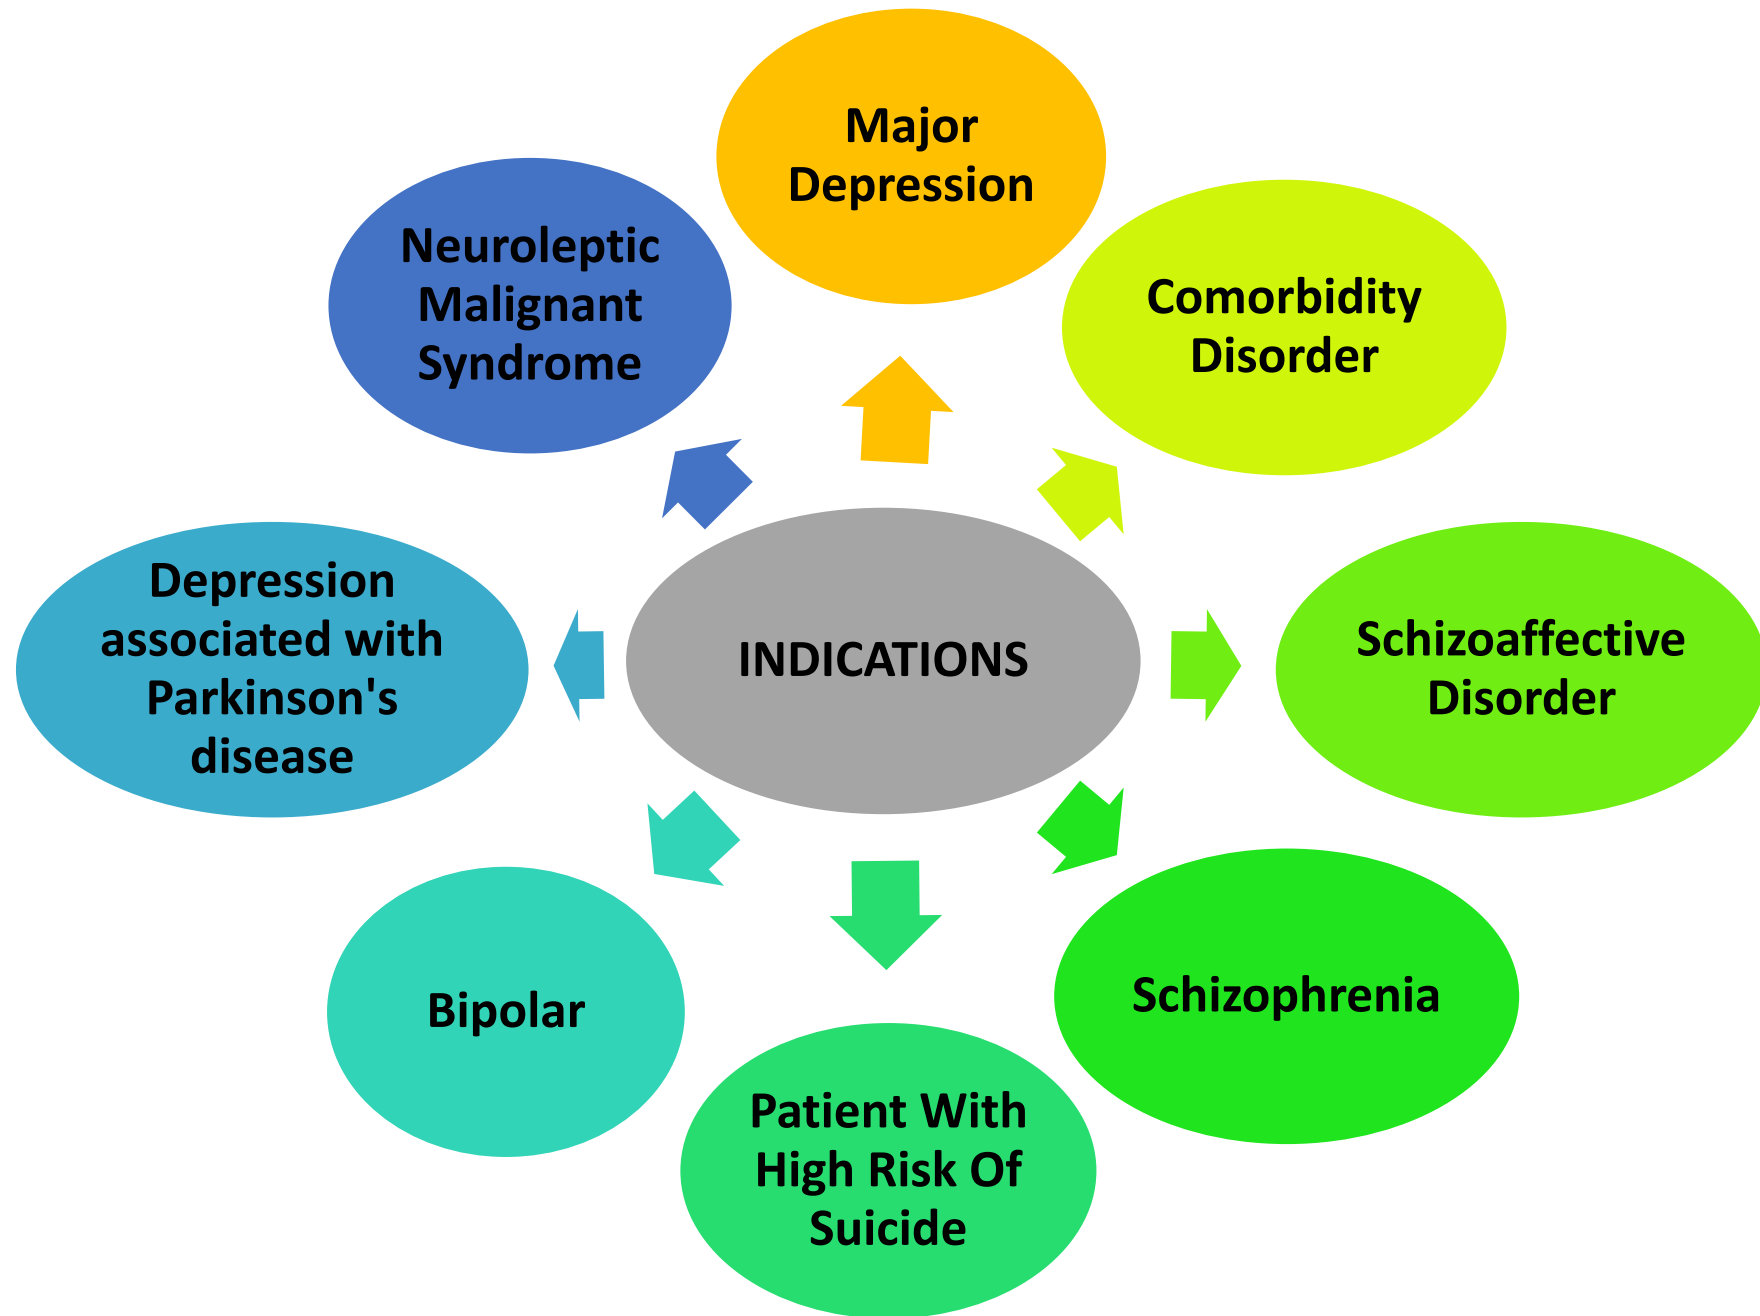 Major
Depression
Comorbidity
Disorder
Schizoaffective
Disorder
Schizophrenia
Patient With
High Risk Of
Suicide
Bipolar
Depression
associated with
Parkinson's
disease
Neuroleptic
Malignant
Syndrome
INDICATIONS